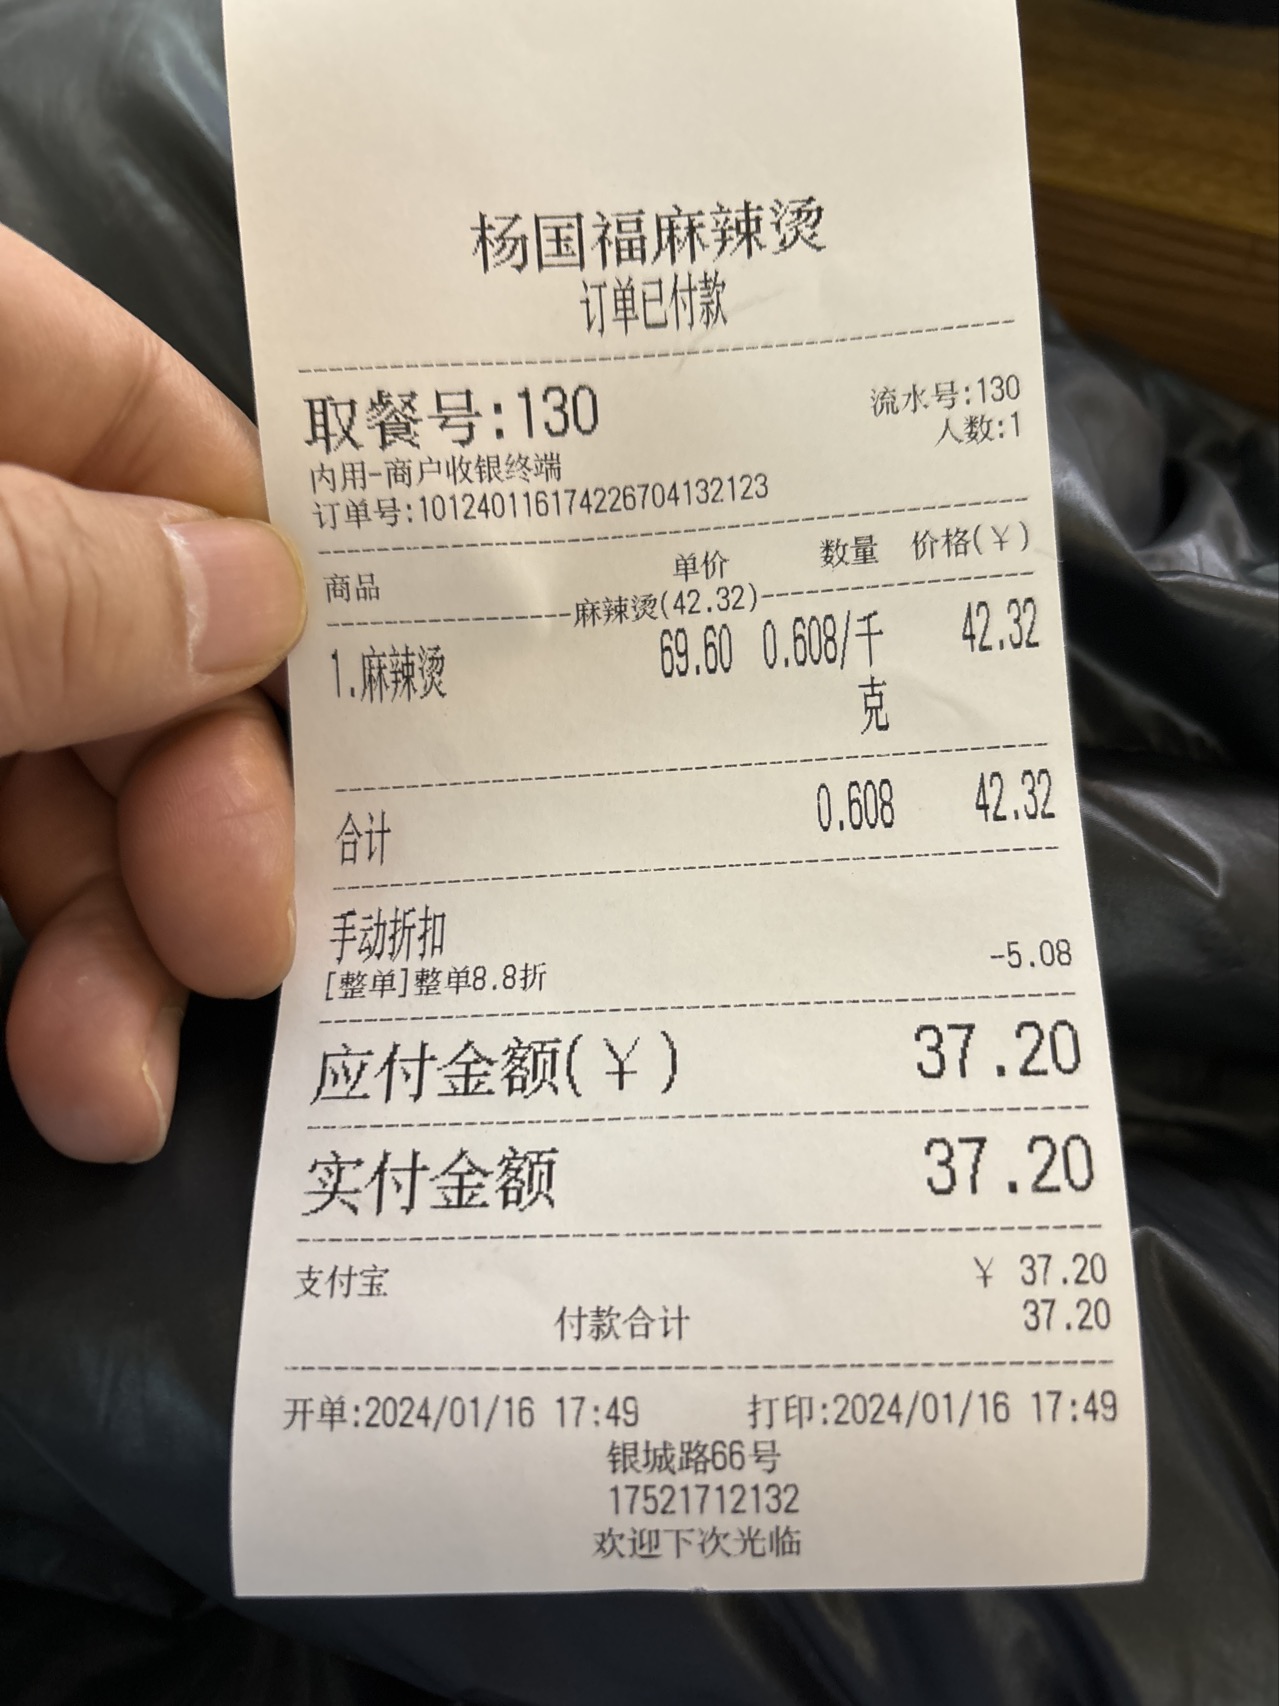 杨国福麻辣烫
订单已付款
取餐号:130
流水号:130
人数:1
内用-商户收银终端
订单号:101240116174226704132123
商品 单价 数量 价格(¥)
麻辣烫(42.32)
1.麻辣烫 69.60 0.608/千克 42.32
合计 0.608 42.32
手动折扣
[整单]整单8.8折 -5.08
应付金额(¥) 37.20
实付金额 37.20
支付宝 ¥ 37.20
付款合计 37.20
开单:2024/01/16 17:49 打印:2024/01/16 17:49
银城路66号
17521712132
欢迎下次光临